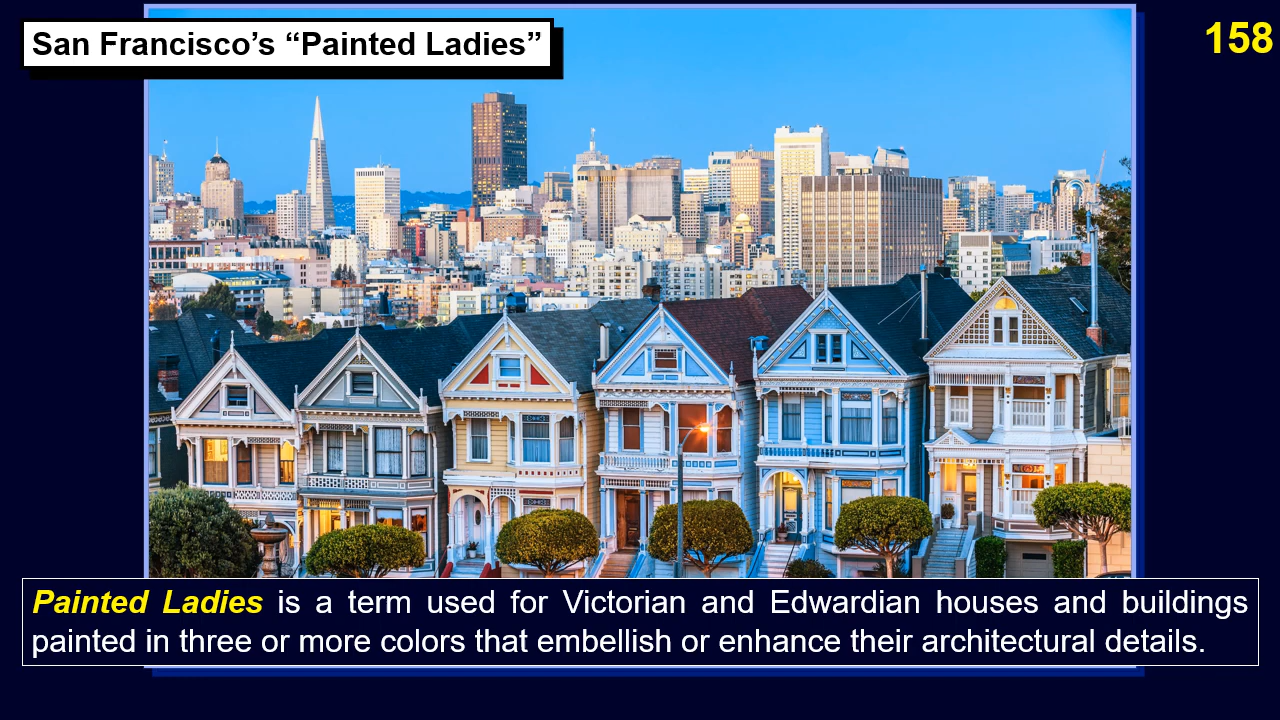 San Francisco’s “Painted Ladies”
158
Painted Ladies is a term used for Victorian and Edwardian houses and buildings
painted in three or more colors that embellish or enhance their architectural details.